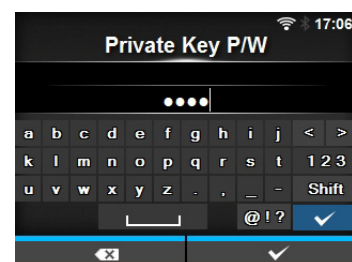 17:06
Private Key P/W
••••
a b c d e f g h i j < >
k l m n o p q r s t 1 2 3
u v w x y z . , _ - Shift
@ ! ?